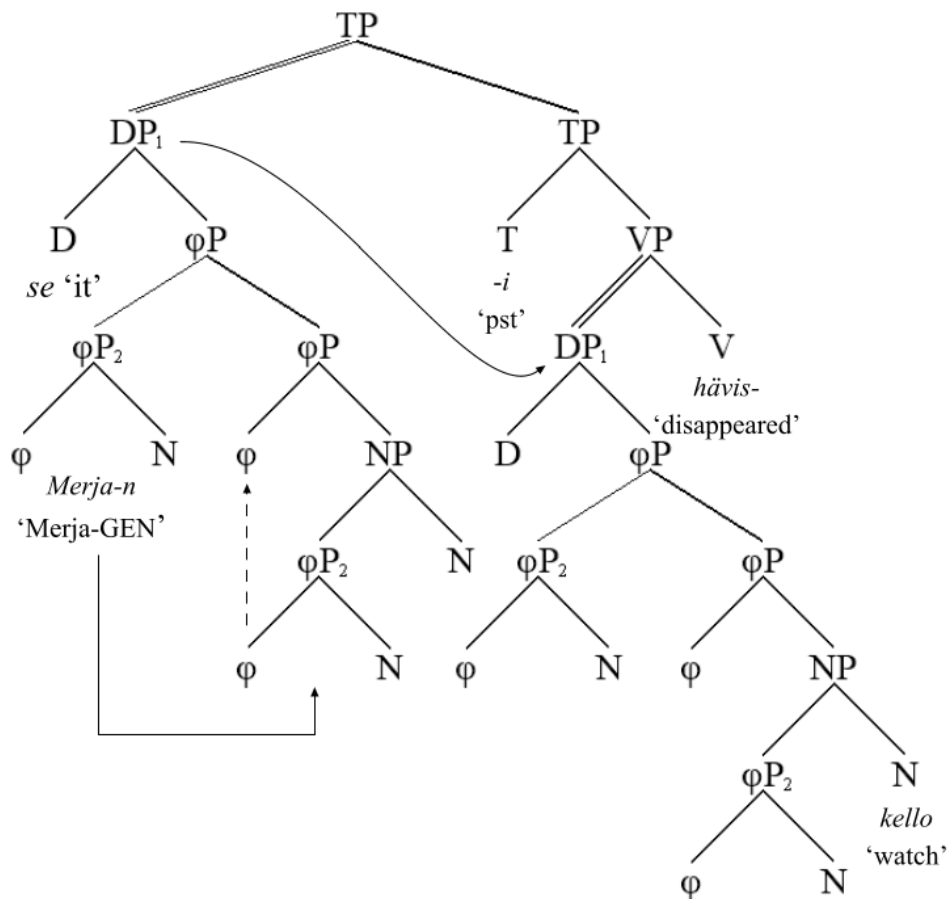 TP
DP₁ TP
D φP T VP
se ‘it’ -i
‘pst’
φP₂ φP DP₁ V
hävis-
‘disappeared’
φ N φ NP D φP
Merja-n
‘Merja-GEN’
φP₂ N φP₂ φP
φ N φ N φ NP
φP₂ N
kello
‘watch’
φ N